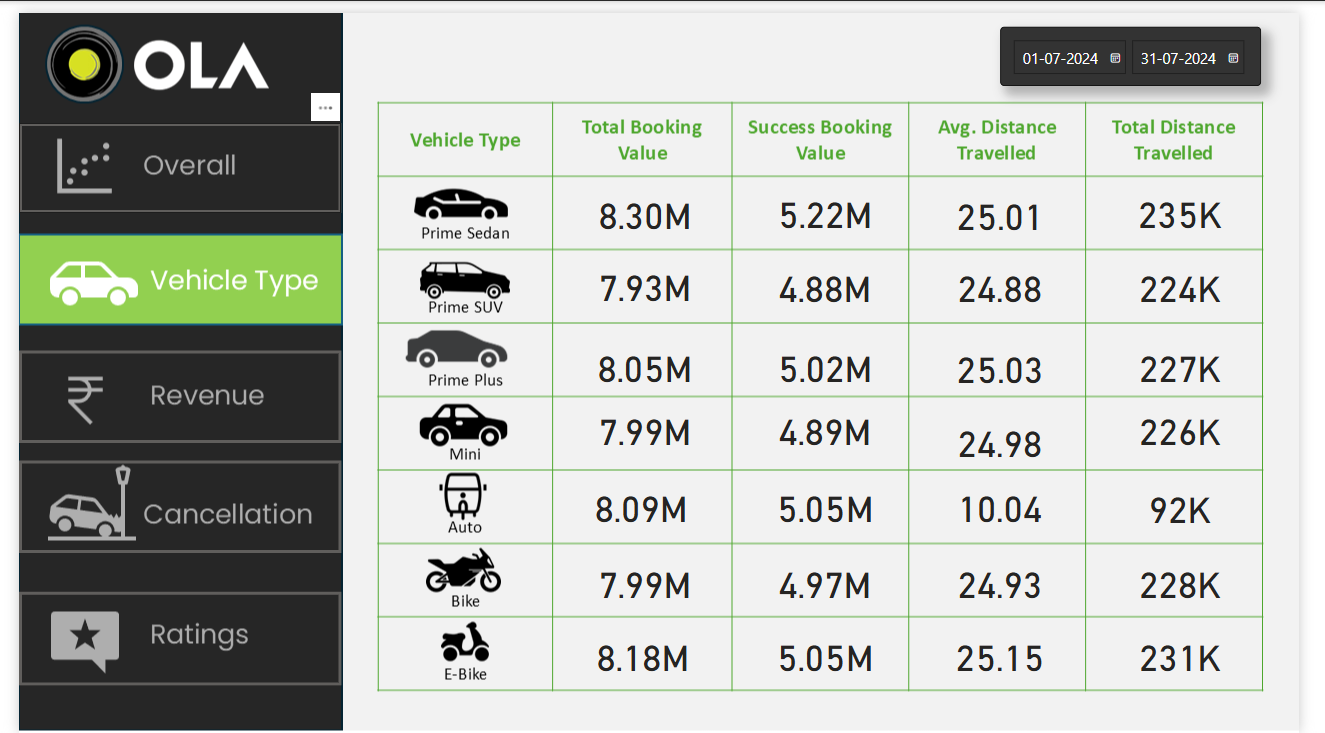 OLA
01-07-2024 31-07-2024
...
Overall
Vehicle Type
Revenue
Cancellation
Ratings
Vehicle Type Total Booking Value Success Booking Value Avg. Distance Travelled Total Distance Travelled
Prime Sedan 8.30M 5.22M 25.01 235K
Prime SUV 7.93M 4.88M 24.88 224K
Prime Plus 8.05M 5.02M 25.03 227K
Mini 7.99M 4.89M 24.98 226K
Auto 8.09M 5.05M 10.04 92K
Bike 7.99M 4.97M 24.93 228K
E-Bike 8.18M 5.05M 25.15 231K